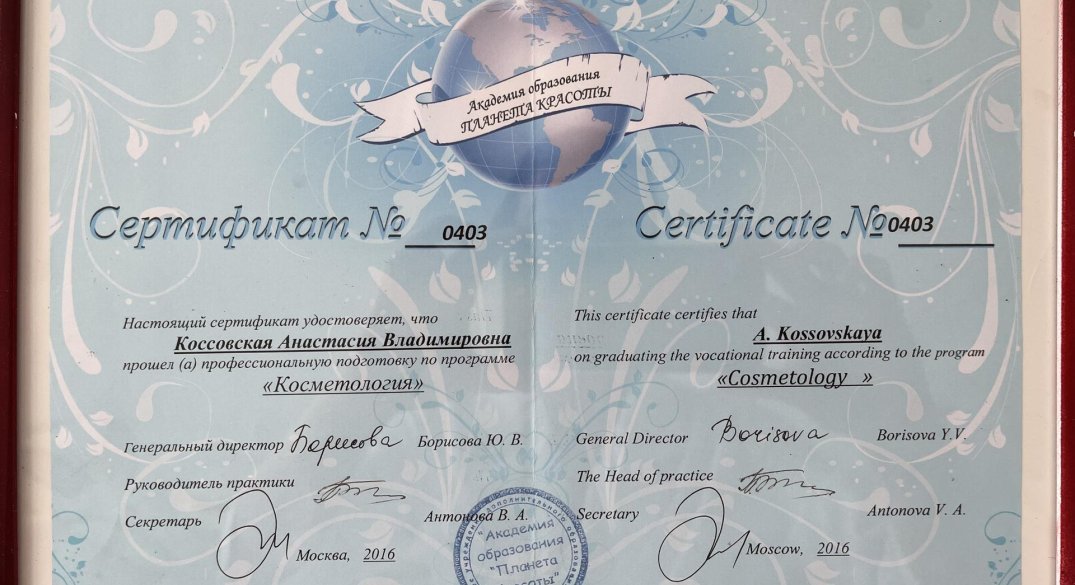 Академия образования
ПЛАНЕТА КРАСОТЫ
Сертификат № 0403
Настоящий сертификат удостоверяет, что
Коссовская Анастасия Владимировна
прошел (а) профессиональную подготовку по программе
«Косметология»
Генеральный директор Борисова Борисова Ю. В.
Руководитель практики
Секретарь Антонова В. А.
Москва, 2016
Certificate № 0403
This certificate certifies that
A. Kossovskaya
on graduating the vocational training according to the program
«Cosmetology »
General Director Borisova Borisova Y.V.
The Head of practice
Secretary Antonova V. A.
Moscow, 2016
Академия
образования
"Планета